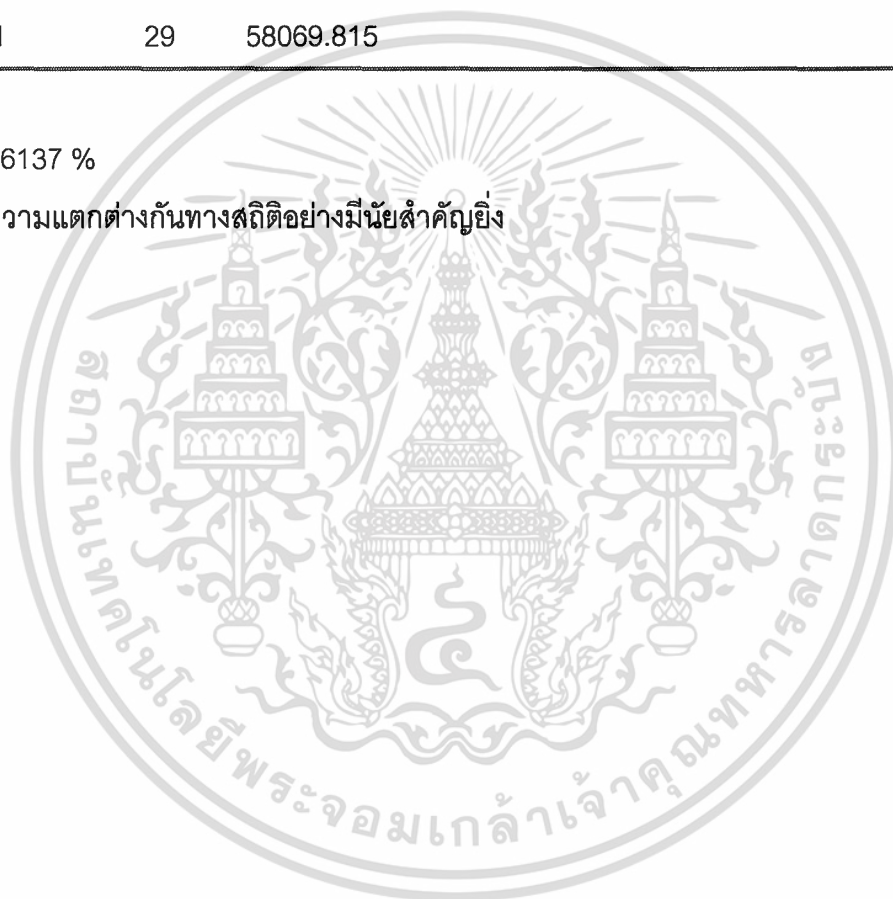 29 58069.815
6137 %
วามแตกต่างกันทางสถิติอย่างมีนัยสำคัญยิ่ง
สถาบันเทคโนโลยีพระจอมเกล้าเจ้าคุณทหารลาดกระบัง
๔